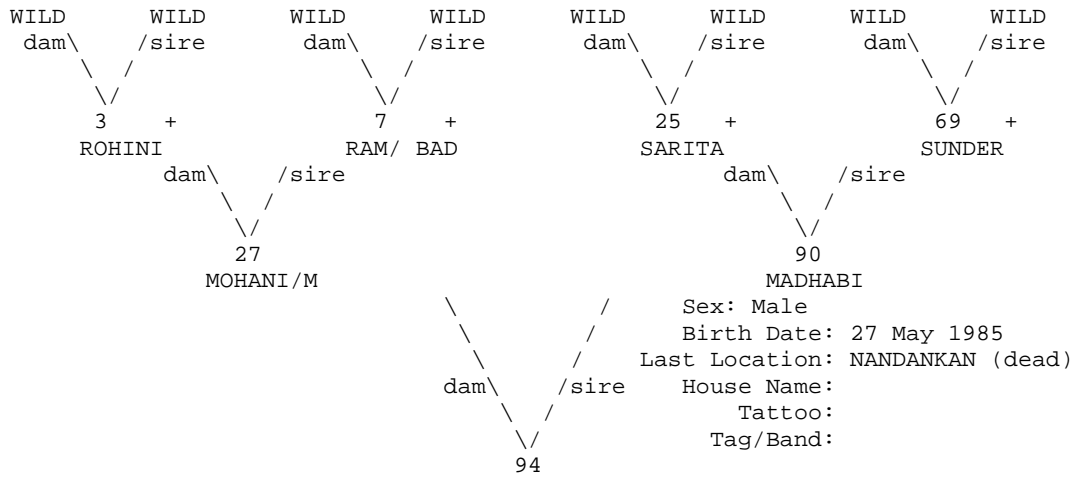 WILD WILD WILD WILD WILD WILD WILD WILD
dam\ /sire dam\ /sire dam\ /sire dam\ /sire
\ / \ / \ / \ /
\/ \/ \/ \/
3 + 7 + 25 + 69 +
ROHINI RAM/ BAD SARITA SUNDER
dam\ /sire dam\ /sire
\ / \ /
\/ \/
27 90
MOHANI/M MADHABI
\ / Sex: Male
\ / Birth Date: 27 May 1985
\ / Last Location: NANDANKAN (dead)
dam\ /sire House Name:
\ / Tattoo:
\/ Tag/Band:
94